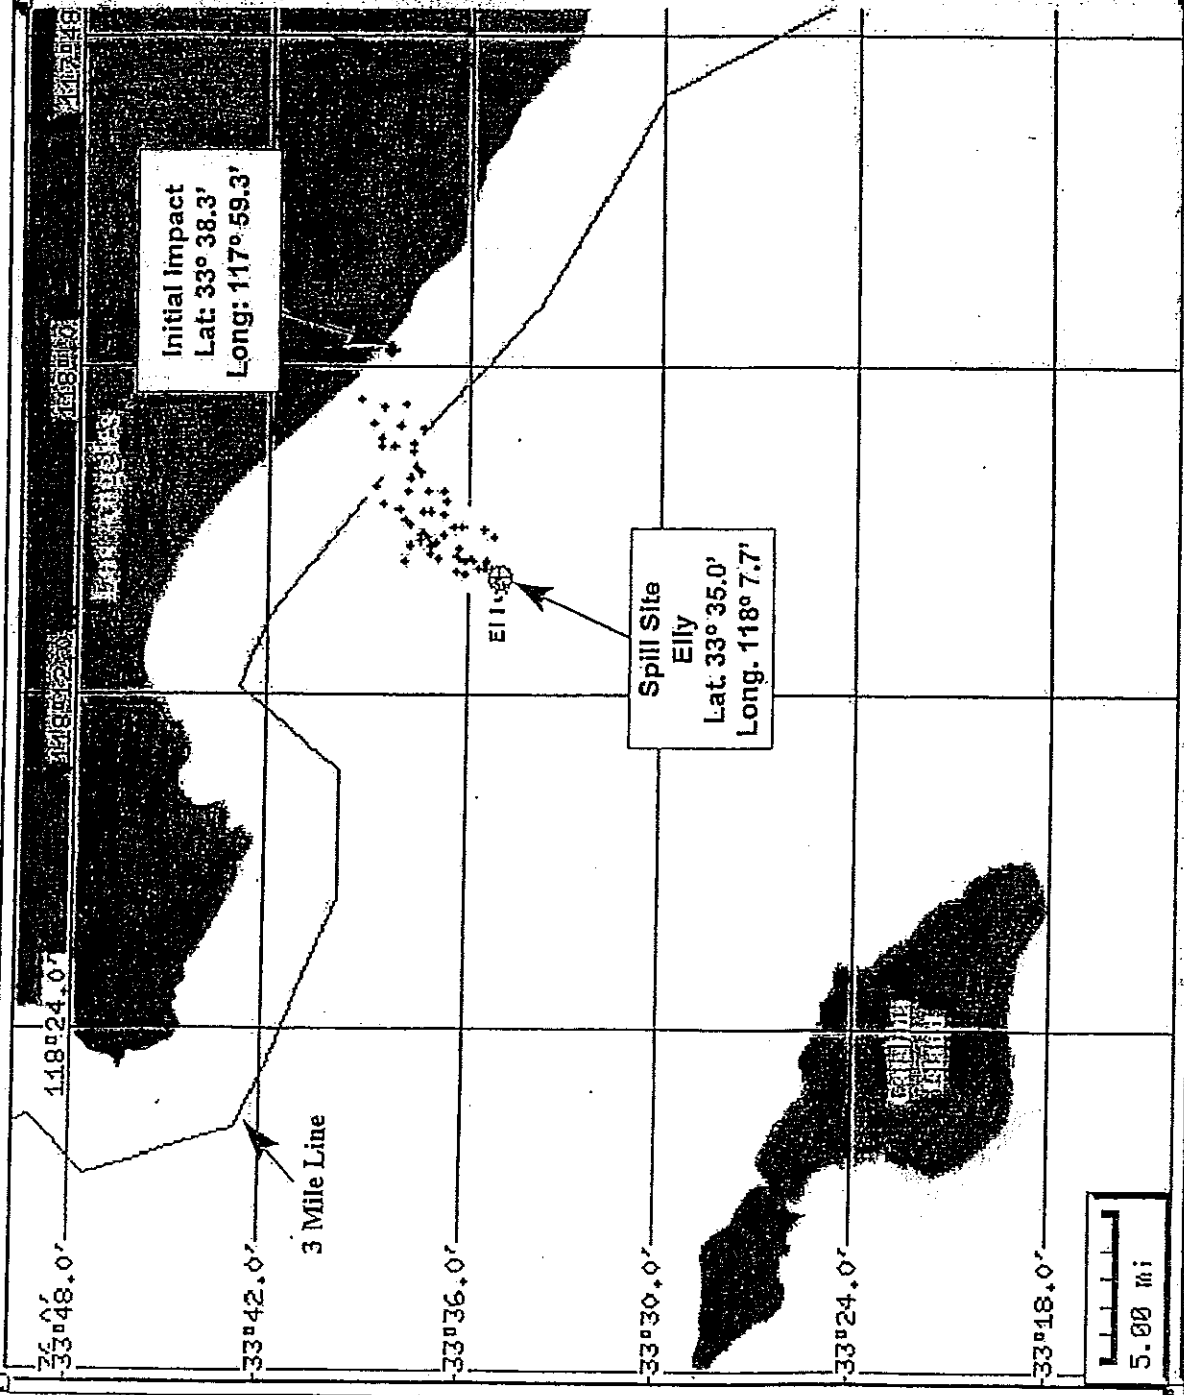 118°24.0'
Initial Impact
Lat: 33° 38.3'
Long: 117° 59.3'
33°48.0'
33°42.0'
33°36.0'
33°30.0'
33°24.0'
33°18.0'
3 Mile Line
Spill Site
Elly
Lat. 33° 35.0'
Long. 118° 7.7'
5.00 mi